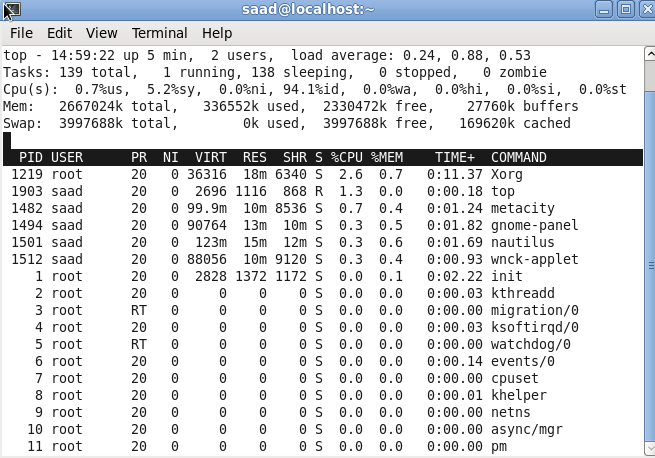 saad@localhost:~
File Edit View Terminal Help
top - 14:59:22 up 5 min,  2 users,  load average: 0.24, 0.88, 0.53
Tasks: 139 total,   1 running, 138 sleeping,   0 stopped,   0 zombie
Cpu(s):  0.7%us,  5.2%sy,  0.0%ni, 94.1%id,  0.0%wa,  0.0%hi,  0.0%si,  0.0%st
Mem:   2667024k total,   336552k used,  2330472k free,    27760k buffers
Swap:  3997688k total,        0k used,  3997688k free,   169620k cached
PID USER      PR  NI  VIRT  RES  SHR S %CPU %MEM    TIME+  COMMAND
1219 root      20   0 36316  18m 6340 S  2.6  0.7   0:11.37 Xorg
1903 saad      20   0  2696 1116  868 R  1.3  0.0   0:00.18 top
1482 saad      20   0 99.9m  10m 8536 S  0.7  0.4   0:01.24 metacity
1494 saad      20   0 90764  13m  10m S  0.3  0.5   0:01.82 gnome-panel
1501 saad      20   0  123m  15m  12m S  0.3  0.6   0:01.69 nautilus
1512 saad      20   0 88056  10m 9120 S  0.3  0.4   0:00.93 wnck-applet
1 root      20   0  2828 1372 1172 S  0.0  0.1   0:02.22 init
2 root      20   0     0    0    0 S  0.0  0.0   0:00.03 kthreadd
3 root      RT   0     0    0    0 S  0.0  0.0   0:00.00 migration/0
4 root      20   0     0    0    0 S  0.0  0.0   0:00.03 ksoftirqd/0
5 root      RT   0     0    0    0 S  0.0  0.0   0:00.00 watchdog/0
6 root      20   0     0    0    0 S  0.0  0.0   0:00.14 events/0
7 root      20   0     0    0    0 S  0.0  0.0   0:00.00 cpuset
8 root      20   0     0    0    0 S  0.0  0.0   0:00.01 khelper
9 root      20   0     0    0    0 S  0.0  0.0   0:00.00 netns
10 root      20   0     0    0    0 S  0.0  0.0   0:00.00 async/mgr
11 root      20   0     0    0    0 S  0.0  0.0   0:00.00 pm